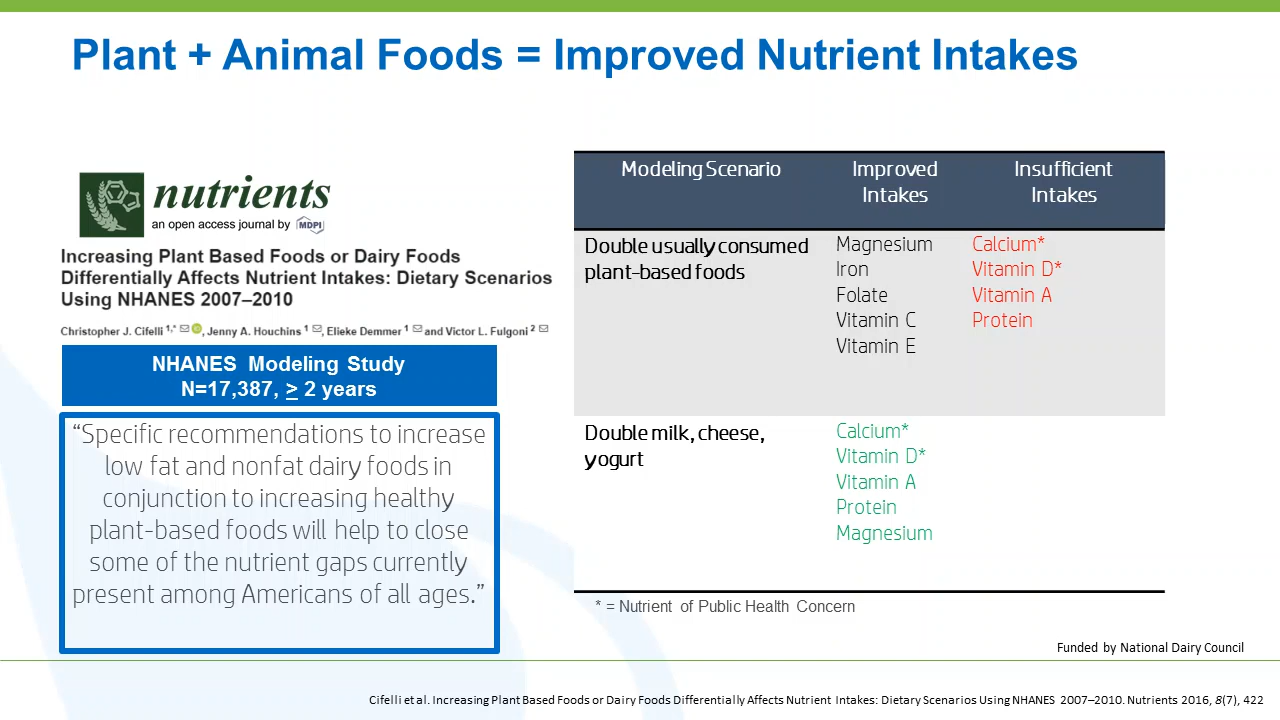 Plant + Animal Foods = Improved Nutrient Intakes
nutrients
an open access journal by MDPI
Increasing Plant Based Foods or Dairy Foods
Differentially Affects Nutrient Intakes: Dietary Scenarios
Using NHANES 2007–2010
Christopher J. Cifelli 1,* , Jenny A. Houchins 1 , Elieke Demmer 1 and Victor L. Fulgoni 2
NHANES Modeling Study
N=17,387, ≥ 2 years
“Specific recommendations to increase
low fat and nonfat dairy foods in
conjunction to increasing healthy
plant-based foods will help to close
some of the nutrient gaps currently
present among Americans of all ages.”
Modeling Scenario
Improved
Intakes
Insufficient
Intakes
Double usually consumed
plant-based foods
Magnesium
Iron
Folate
Vitamin C
Vitamin E
Calcium*
Vitamin D*
Vitamin A
Protein
Double milk, cheese,
yogurt
Calcium*
Vitamin D*
Vitamin A
Protein
Magnesium
* = Nutrient of Public Health Concern
Funded by National Dairy Council
Cifelli et al. Increasing Plant Based Foods or Dairy Foods Differentially Affects Nutrient Intakes: Dietary Scenarios Using NHANES 2007–2010. Nutrients 2016, 8(7), 422